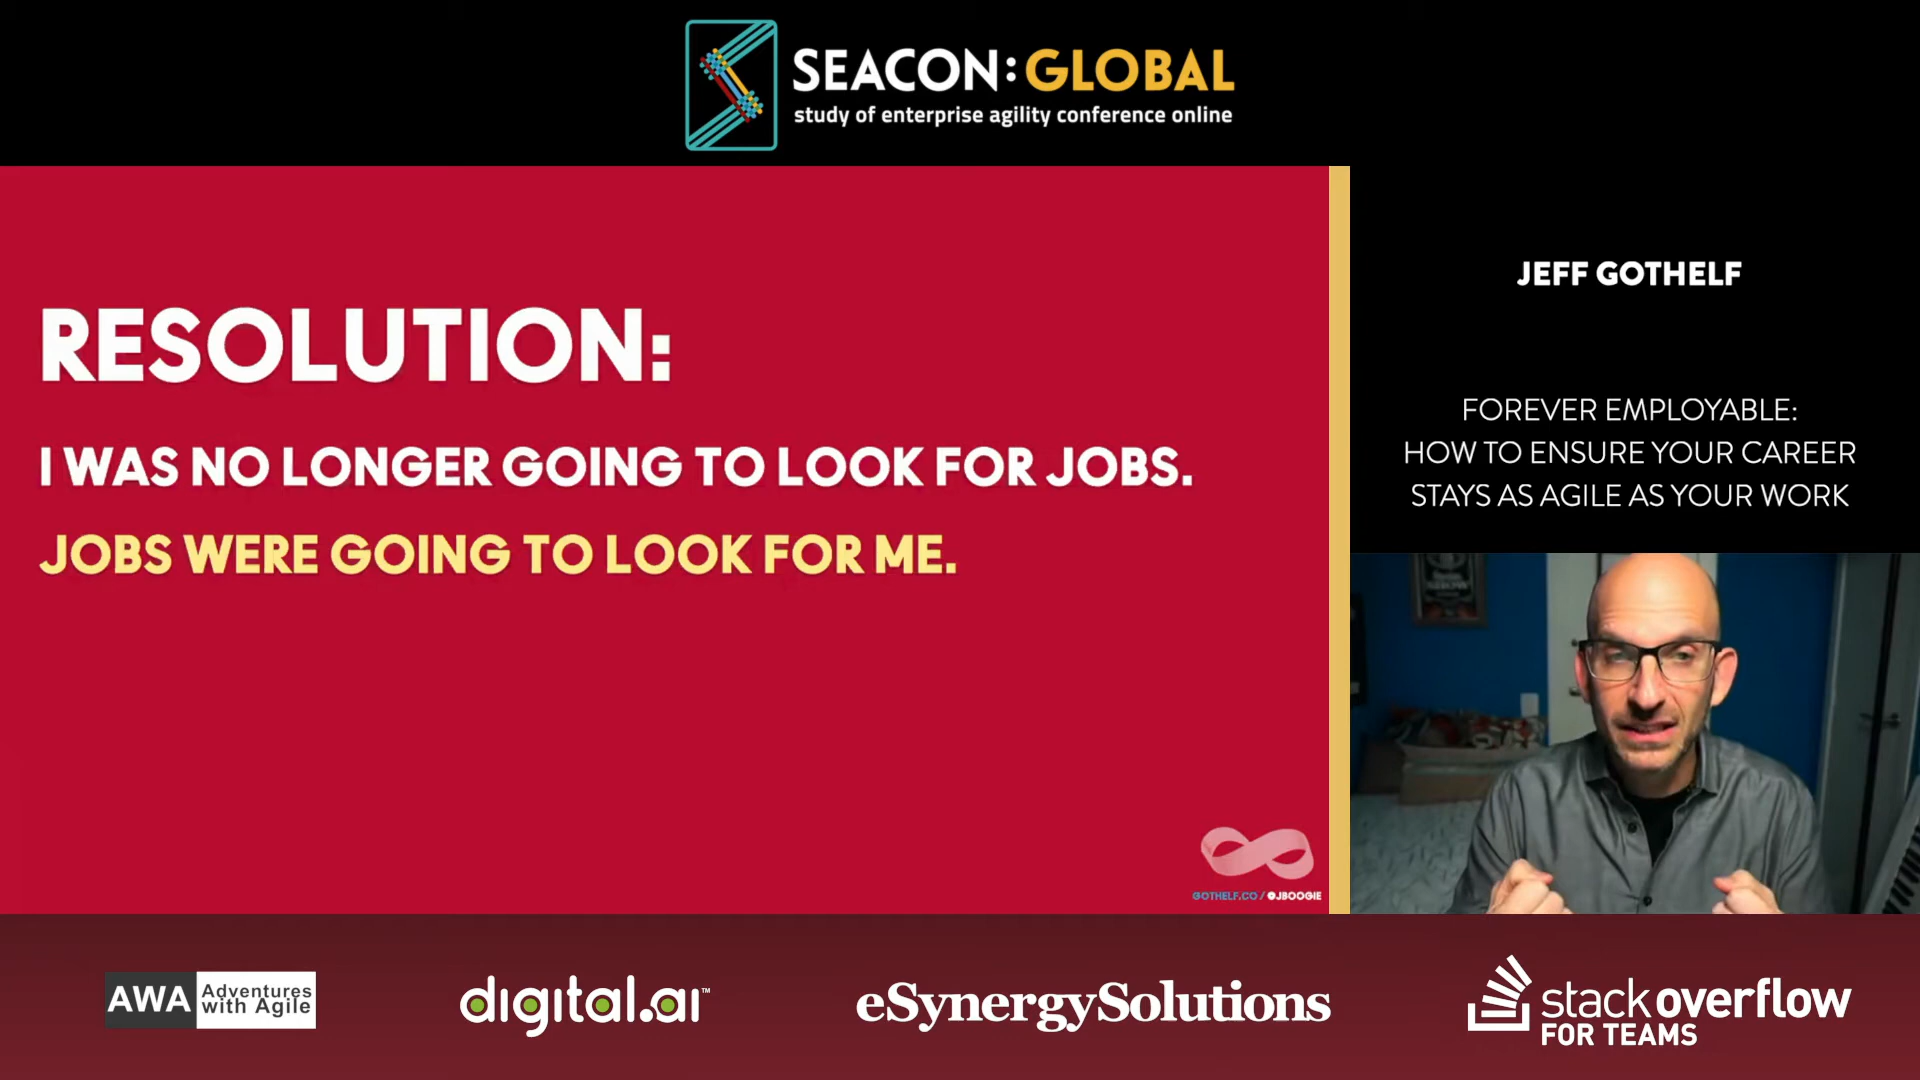 SEACON:GLOBAL
study of enterprise agility conference online
RESOLUTION:
I WAS NO LONGER GOING TO LOOK FOR JOBS.
JOBS WERE GOING TO LOOK FOR ME.
GOTHELF.CO / @JBOOGIE
JEFF GOTHELF
FOREVER EMPLOYABLE:
HOW TO ENSURE YOUR CAREER
STAYS AS AGILE AS YOUR WORK
AWA Adventures
with Agile
digital.ai™
eSynergySolutions
stackoverflow
FOR TEAMS